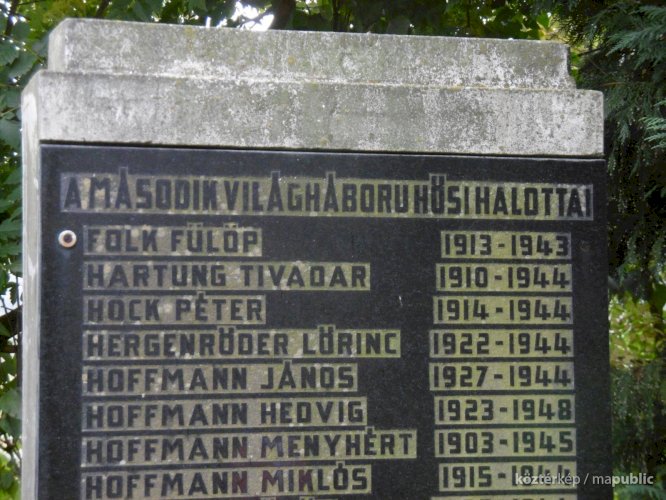 A MÁSODIK VILÁGHÁBORU HŐSI HALOTTAI
FOLK FÜLÖP 1913-1943
HARTUNG TIVADAR 1910-1944
HOCK PÉTER 1914-1944
HERGENRÖDER LŐRINC 1922-1944
HOFFMANN JÁNOS 1927-1944
HOFFMANN HEDVIG 1923-1948
HOFFMANN MENYHÉRT 1903-1945
HOFFMANN MIKLÓS 1915-1944
köztérkép / mapublic